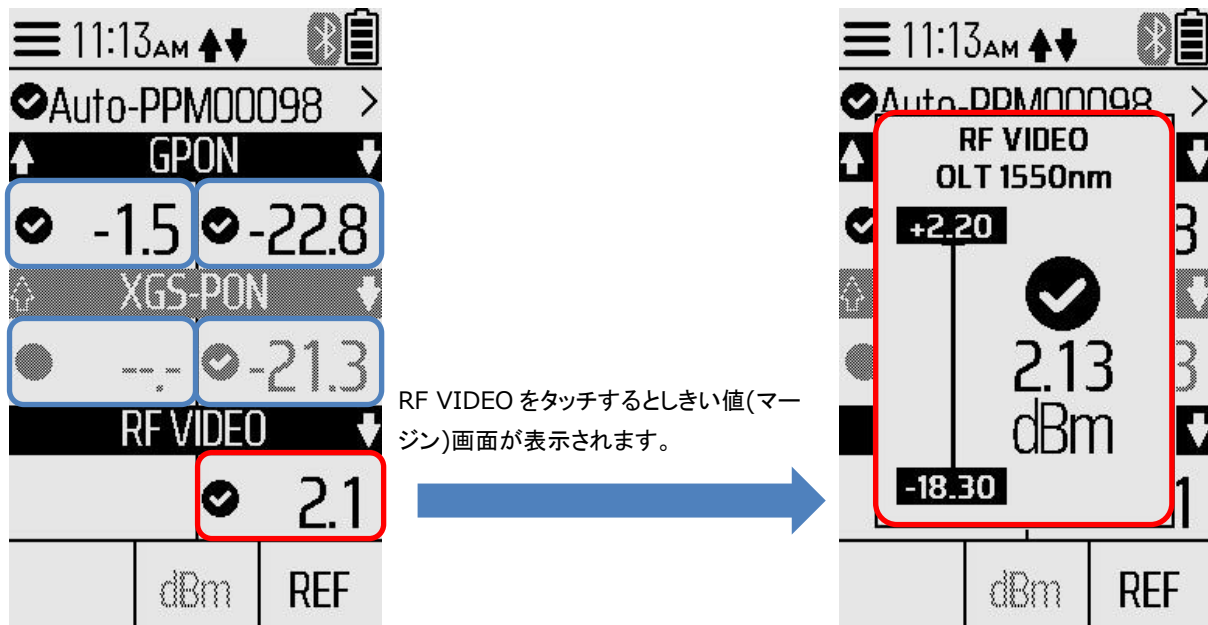 11:13AM
Auto-PPM00098 >
GPON
-1.5 -22.8
XGS-PON
--.- -21.3
RF VIDEO
2.1
dBm REF
RF VIDEO をタッチするとしきい値(マー
ジン)画面が表示されます。
11:13AM
Auto-PPM00098 >
RF VIDEO
OLT 1550nm
+2.20
2.13
dBm
-18.30
3
3
1
dBm REF